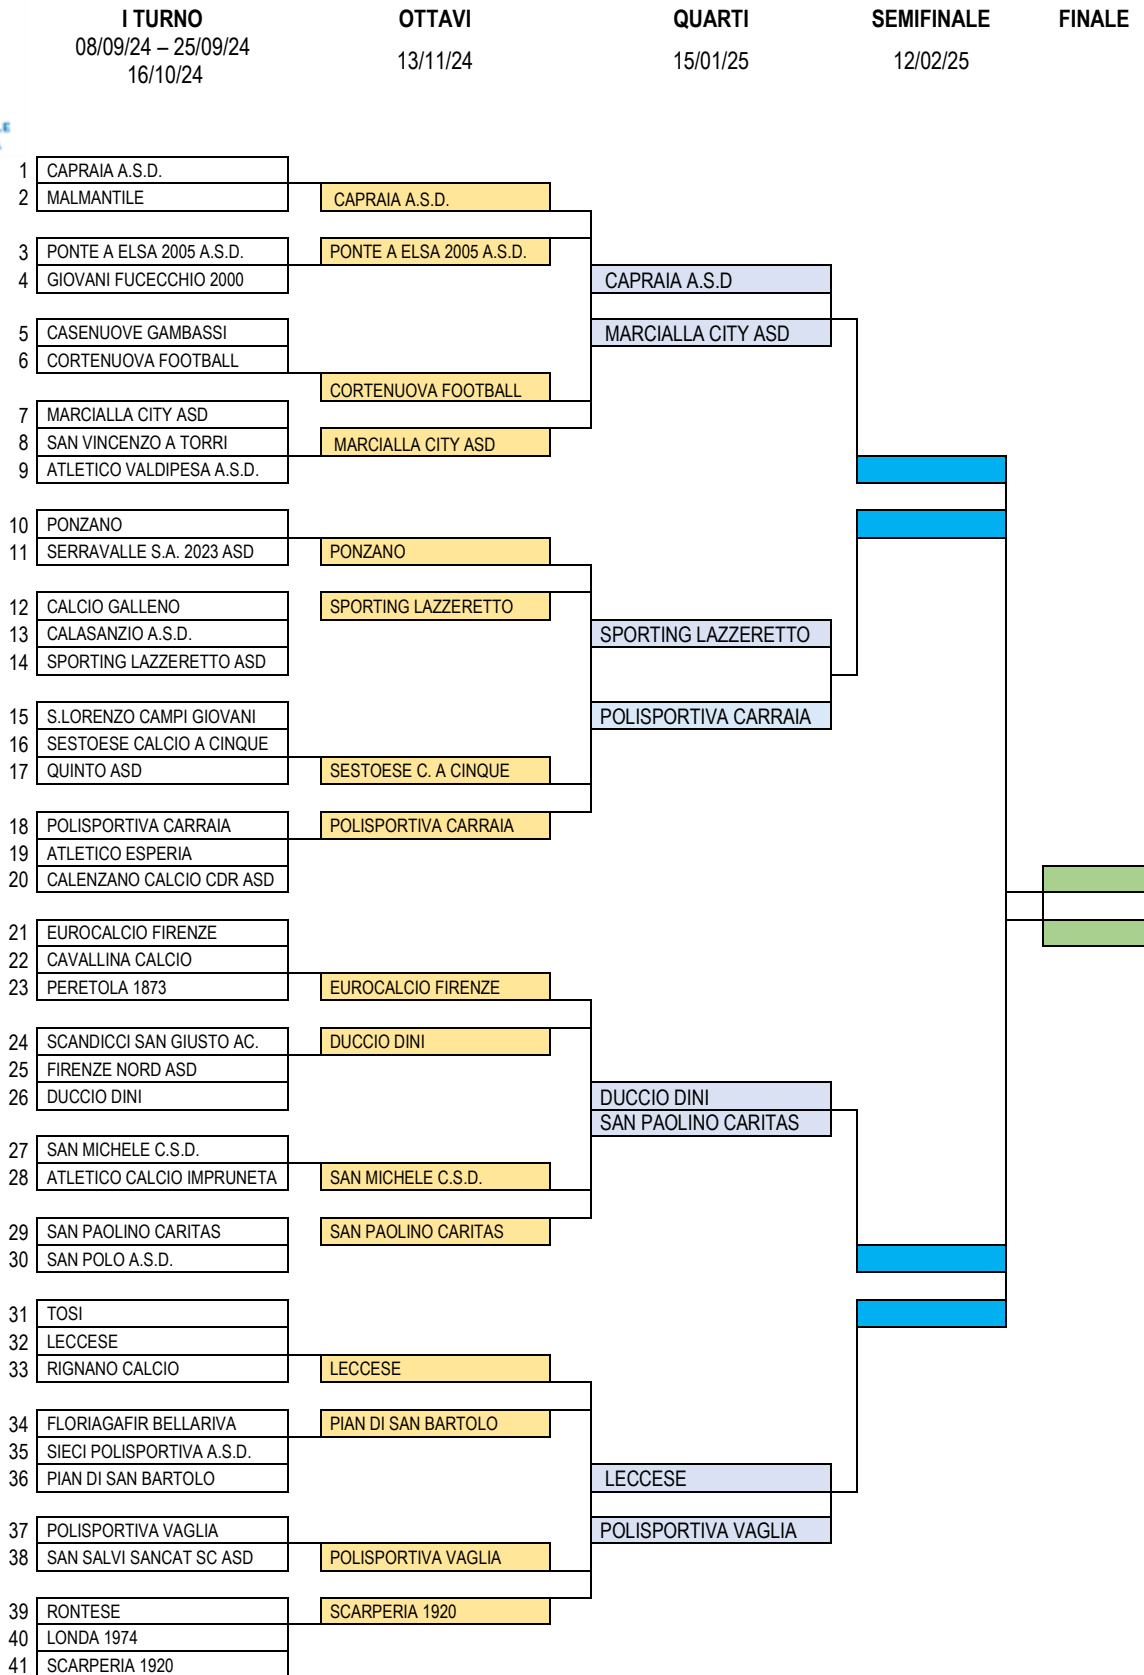 I TURNO
OTTAVI
QUARTI
SEMIFINALE
FINALE
08/09/24 – 25/09/24
16/10/24
13/11/24
15/01/25
12/02/25
1 CAPRAIA A.S.D.
2 MALMANTILE
3 PONTE A ELSA 2005 A.S.D.
4 GIOVANI FUCECCHIO 2000
5 CASENUOVE GAMBASSI
6 CORTENUOVA FOOTBALL
7 MARCIALLA CITY ASD
8 SAN VINCENZO A TORRI
9 ATLETICO VALDIPESA A.S.D.
10 PONZANO
11 SERRAVALLE S.A. 2023 ASD
12 CALCIO GALLENO
13 CALASANZIO A.S.D.
14 SPORTING LAZZERETTO ASD
15 S.LORENZO CAMPI GIOVANI
16 SESTOESE CALCIO A CINQUE
17 QUINTO ASD
18 POLISPORTIVA CARRAIA
19 ATLETICO ESPERIA
20 CALENZANO CALCIO CDR ASD
21 EUROCALCIO FIRENZE
22 CAVALLINA CALCIO
23 PERETOLA 1873
24 SCANDICCI SAN GIUSTO AC.
25 FIRENZE NORD ASD
26 DUCCIO DINI
27 SAN MICHELE C.S.D.
28 ATLETICO CALCIO IMPRUNETA
29 SAN PAOLINO CARITAS
30 SAN POLO A.S.D.
31 TOSI
32 LECCESE
33 RIGNANO CALCIO
34 FLORIAGAFIR BELLARIVA
35 SIECI POLISPORTIVA A.S.D.
36 PIAN DI SAN BARTOLO
37 POLISPORTIVA VAGLIA
38 SAN SALVI SANCAT SC ASD
39 RONTESE
40 LONDA 1974
41 SCARPERIA 1920
CAPRAIA A.S.D.
PONTE A ELSA 2005 A.S.D.
CORTENUOVA FOOTBALL
MARCIALLA CITY ASD
PONZANO
SPORTING LAZZERETTO
SESTOESE C. A CINQUE
POLISPORTIVA CARRAIA
EUROCALCIO FIRENZE
DUCCIO DINI
SAN MICHELE C.S.D.
SAN PAOLINO CARITAS
LECCESE
PIAN DI SAN BARTOLO
POLISPORTIVA VAGLIA
SCARPERIA 1920
CAPRAIA A.S.D
MARCIALLA CITY ASD
SPORTING LAZZERETTO
POLISPORTIVA CARRAIA
DUCCIO DINI
SAN PAOLINO CARITAS
LECCESE
POLISPORTIVA VAGLIA